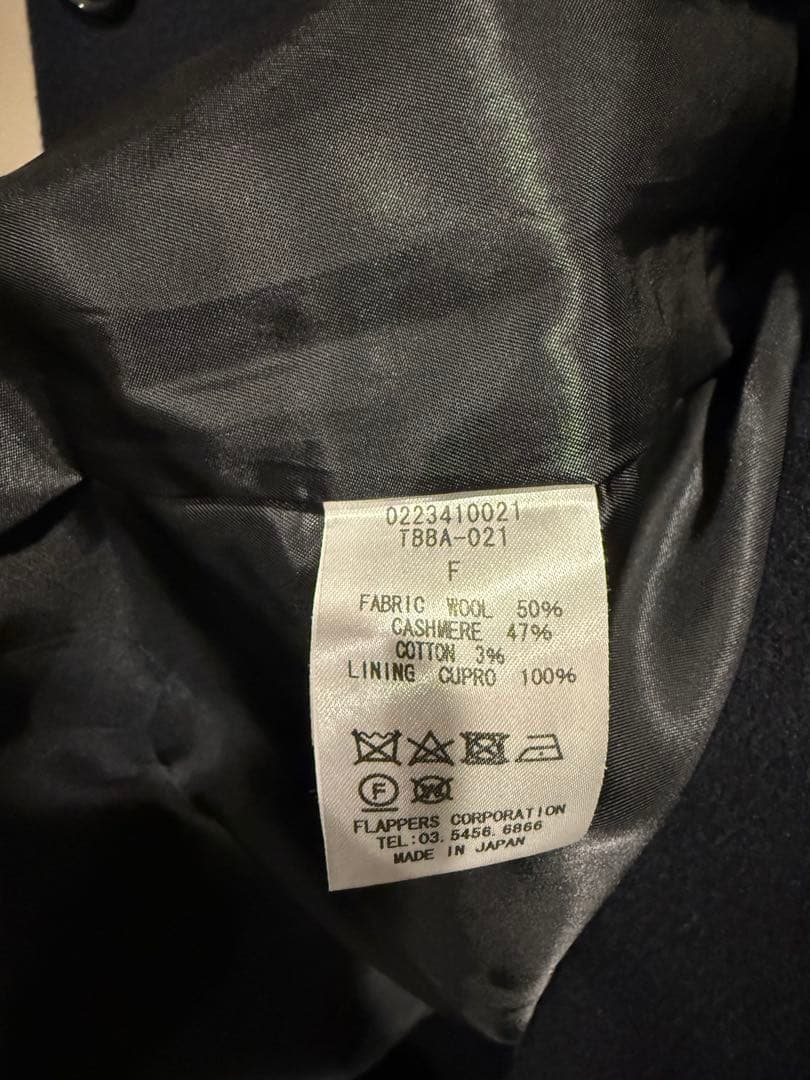 0223410021
TBBA-021
F
FABRIC WOOL 50%
CASHMERE 47%
COTTON 3%
LINING CUPRO 100%
F W
FLAPPERS CORPORATION
TEL:03.5456.6866
MADE IN JAPAN